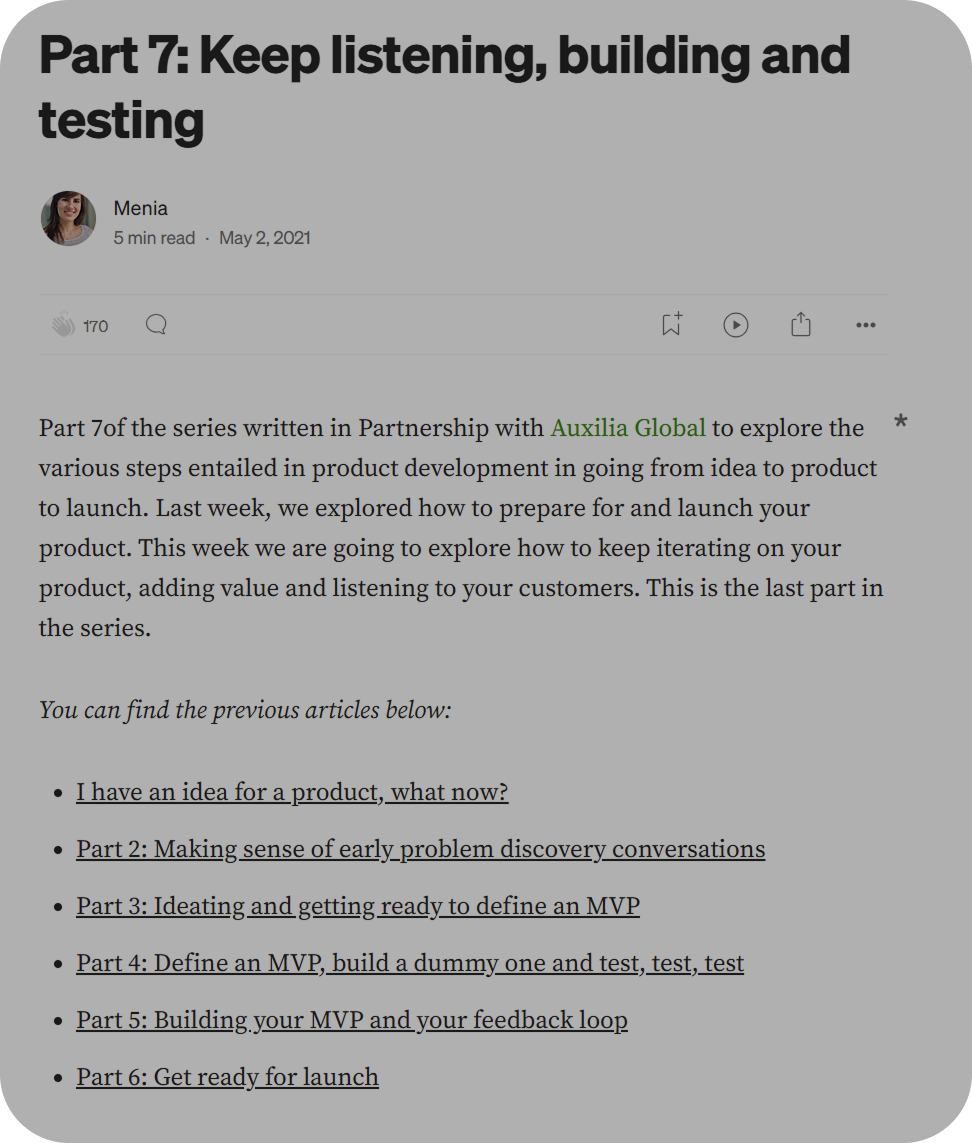 Part 7: Keep listening, building and
testing
Menia
5 min read · May 2, 2021
170
Part 7of the series written in Partnership with Auxilia Global to explore the
*
various steps entailed in product development in going from idea to product
to launch. Last week, we explored how to prepare for and launch your
product. This week we are going to explore how to keep iterating on your
product, adding value and listening to your customers. This is the last part in
the series.
You can find the previous articles below:
• I have an idea for a product, what now?
• Part 2: Making sense of early problem discovery conversations
• Part 3: Ideating and getting ready to define an MVP
• Part 4: Define an MVP, build a dummy one and test, test, test
• Part 5: Building your MVP and your feedback loop
• Part 6: Get ready for launch